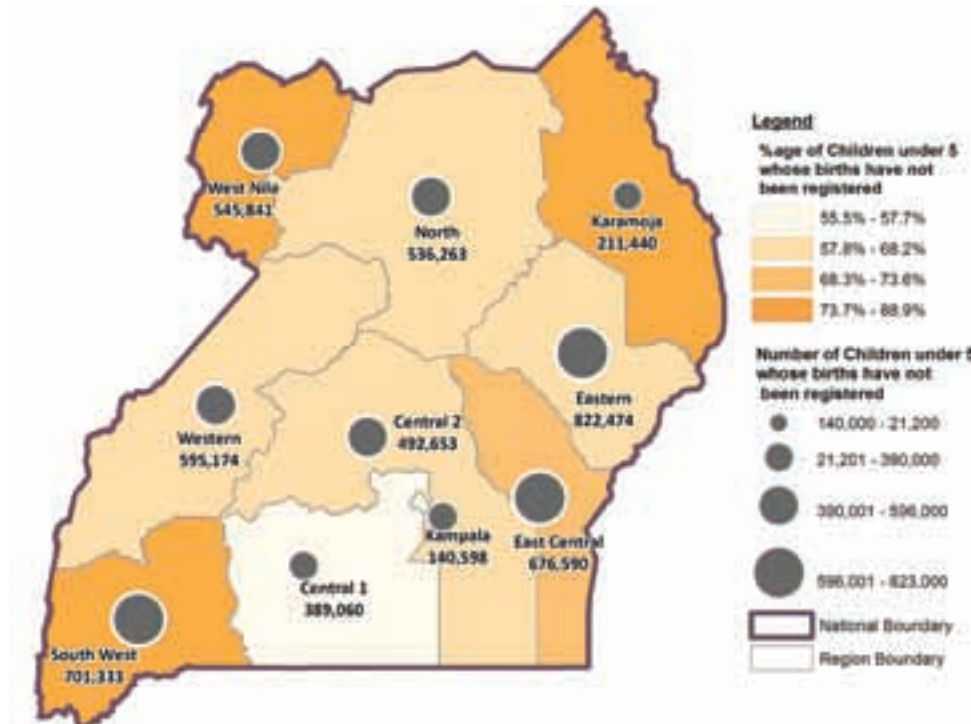 West Nile
545,841
North
536,263
Karamoja
211,440
Eastern
822,474
Western
595,174
Central 2
492,653
Kampala
140,598
East Central
676,590
Central 1
389,060
South West
701,333
Legend
%age of Children under 5
whose births have not
been registered
55.5% - 57.7%
57.8% - 68.2%
68.3% - 73.6%
73.7% - 88.9%
Number of Children under 5
whose births have not
been registered
140,000 - 21,200
21,201 - 390,000
390,001 - 596,000
596,001 - 823,000
National Boundary
Region Boundary